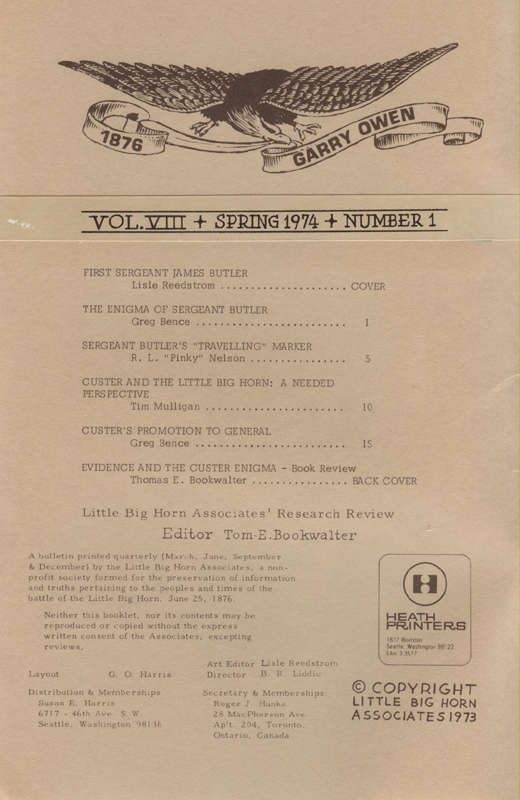 1876
GARRY OWEN
VOL. VIII + SPRING 1974 + NUMBER 1
FIRST SERGEANT JAMES BUTLER
Lisle Reedstrom .................... COVER
THE ENIGMA OF SERGEANT BUTLER
Greg Bence ........................ 1
SERGEANT BUTLER'S "TRAVELLING" MARKER
R. L. "Pinky" Nelson ............... 5
CUSTER AND THE LITTLE BIG HORN: A NEEDED
PERSPECTIVE
Tim Mulligan ...................... 10
CUSTER'S PROMOTION TO GENERAL
Greg Bence ........................ 15
EVIDENCE AND THE CUSTER ENIGMA - Book Review
Thomas E. Bookwalter ............... BACK COVER
Little Big Horn Associates' Research Review
Editor Tom·E.Bookwalter
A bulletin printed quarterly (March, June, September
& December) by the Little Big Horn Associates, a non-
profit society formed for the preservation of information
and truths pertaining to the peoples and times of the
battle of the Little Big Horn. June 25, 1876.
Neither this booklet, nor its contents may be
reproduced or copied without the express
written consent of the Associates, excepting
reviews.
H
HEATH
PRINTERS
1817 Boylston
Seattle, Washington 98122
EAst 3-3577
Art Editor Lisle Reedstrom
Layout G. O. Harris Director B. R. Liddic
Distribution & Memberships
Susan E. Harris
6717 - 46th Ave. S. W.
Seattle, Washington 98136
Secretary & Memberships:
Roger J. Hunka
28 MacPherson Ave.
Ap't. 204, Toronto,
Ontario, Canada
© COPYRIGHT
LITTLE BIG HORN
ASSOCIATES 1973